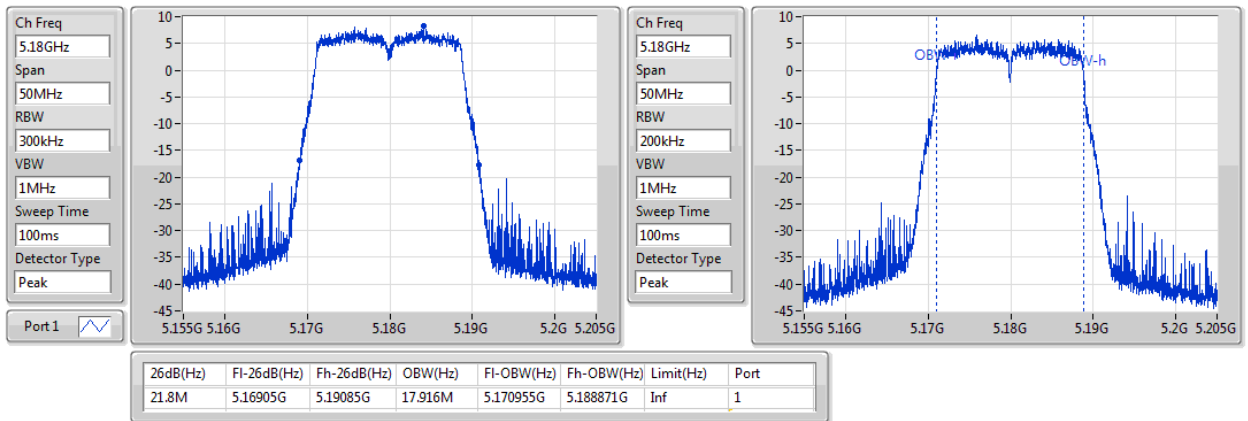 Ch Freq
5.18GHz
Span
50MHz
RBW
300kHz
VBW
1MHz
Sweep Time
100ms
Detector Type
Peak
Port 1
10
5
0
-5
-10
-15
-20
-25
-30
-35
-40
-45
5.155G 5.16G 5.17G 5.18G 5.19G 5.2G 5.205G
Ch Freq
5.18GHz
Span
50MHz
RBW
200kHz
VBW
1MHz
Sweep Time
100ms
Detector Type
Peak
10
5
0
-5
-10
-15
-20
-25
-30
-35
-40
-45
OBW-h
5.155G 5.16G 5.17G 5.18G 5.19G 5.2G 5.205G
26dB(Hz) Fl-26dB(Hz) Fh-26dB(Hz) OBW(Hz) Fl-OBW(Hz) Fh-OBW(Hz) Limit(Hz) Port
21.8M 5.16905G 5.19085G 17.916M 5.170955G 5.188871G Inf 1